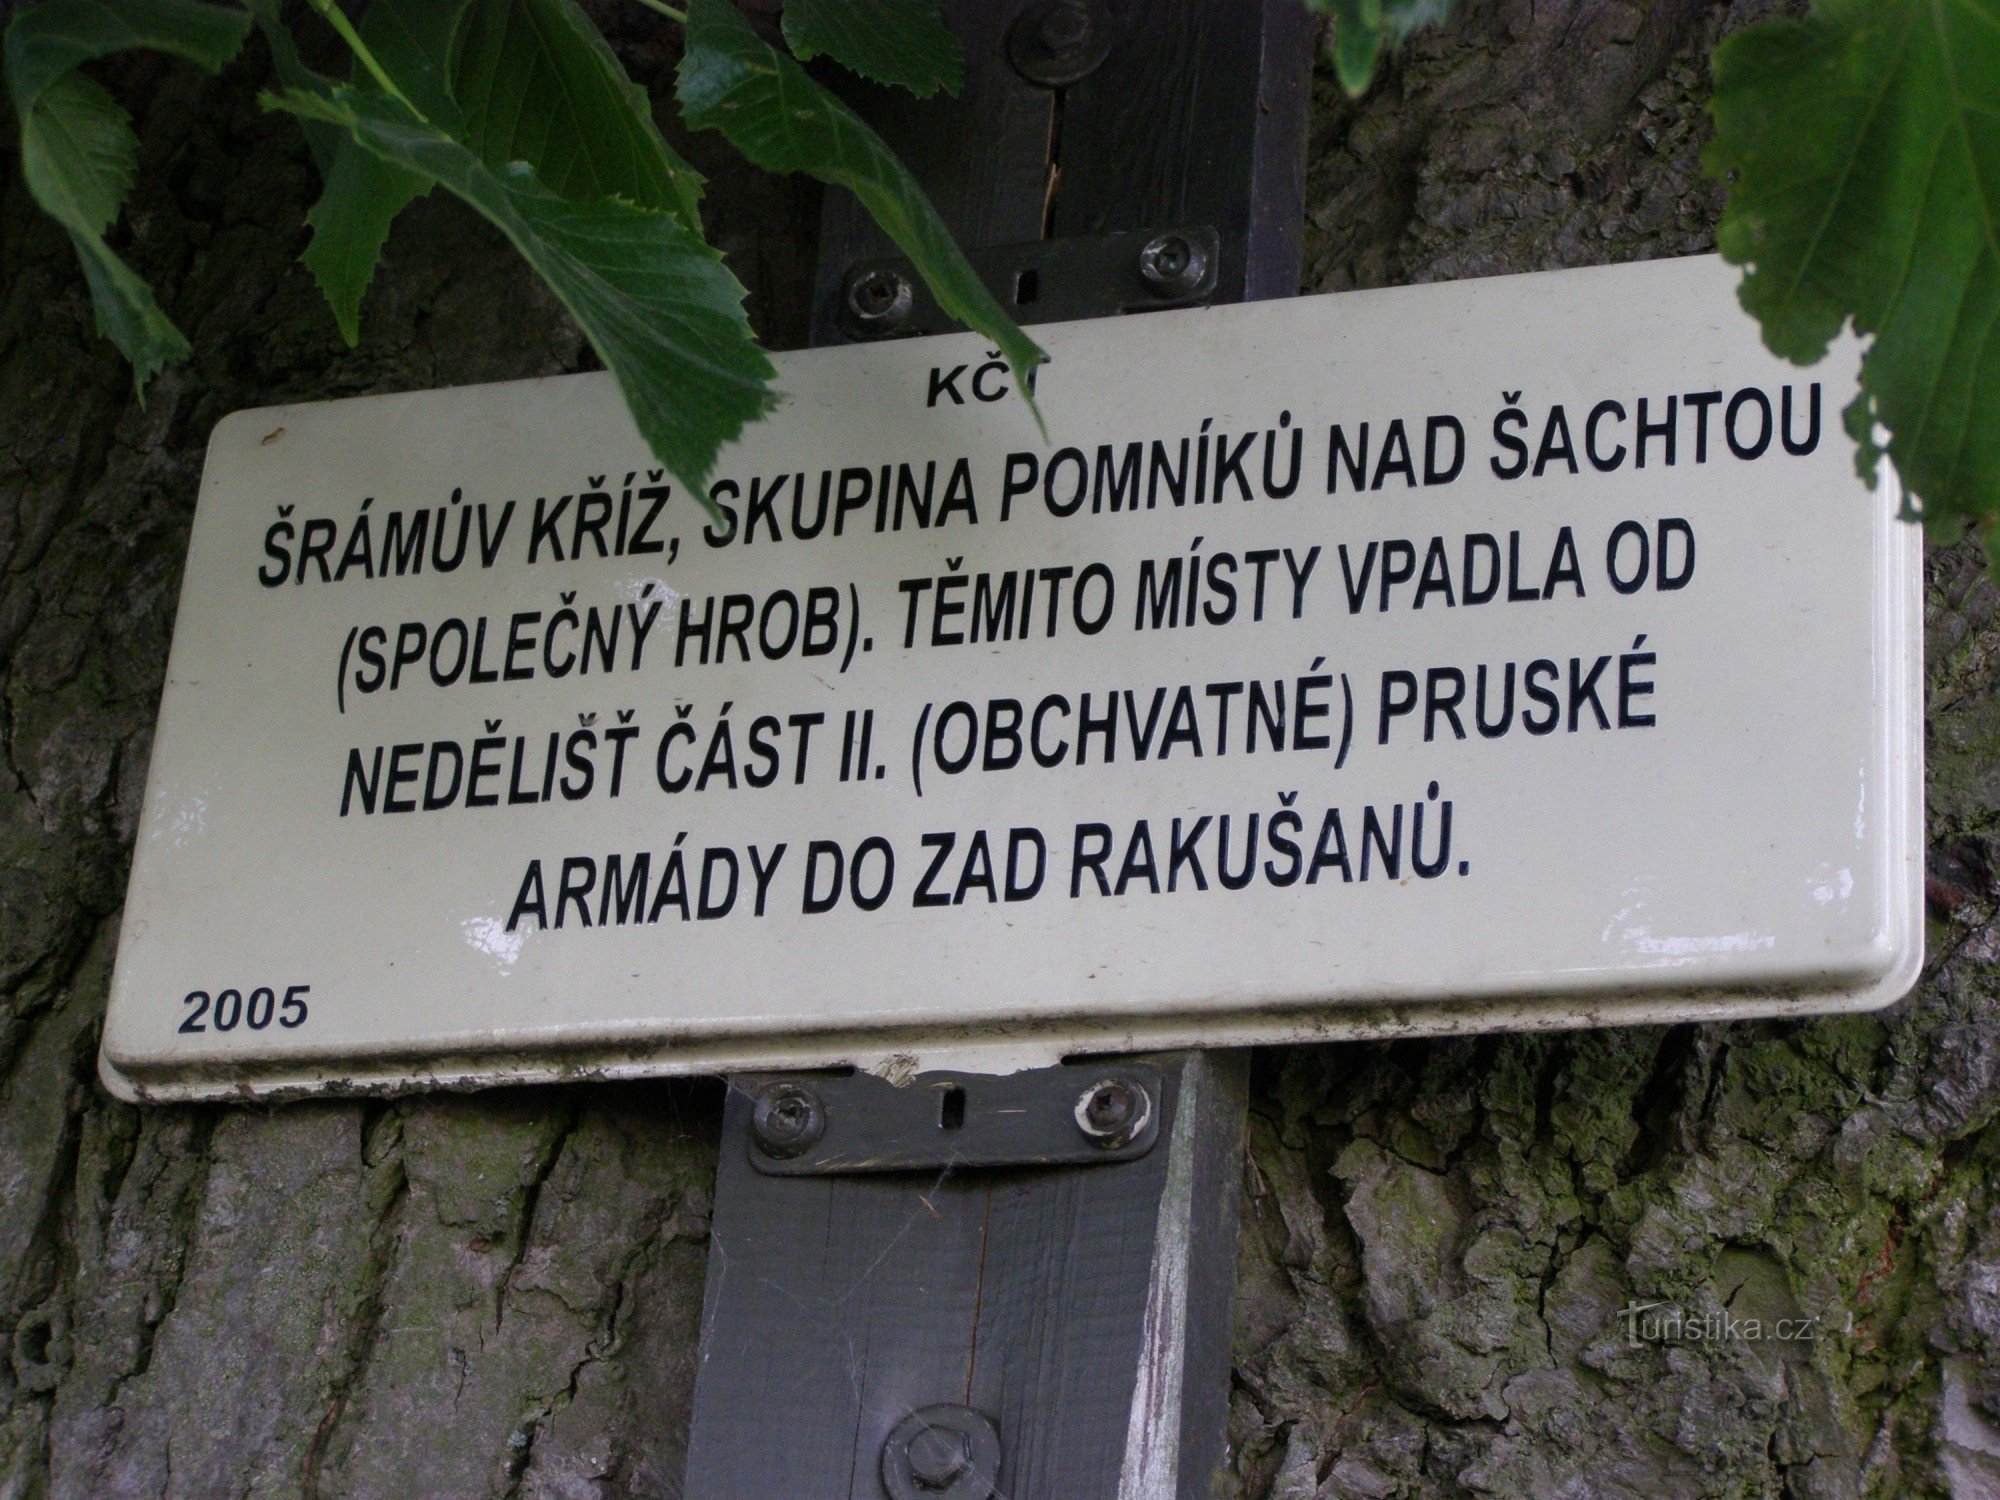 KČT
ŠRÁMŮV KŘÍŽ, SKUPINA POMNÍKŮ NAD ŠACHTOU
(SPOLEČNÝ HROB). TĚMITO MÍSTY VPADLA OD
NEDĚLIŠŤ ČÁST II. (OBCHVATNÉ) PRUSKÉ
ARMÁDY DO ZAD RAKUŠANŮ.
2005
Turistika.cz